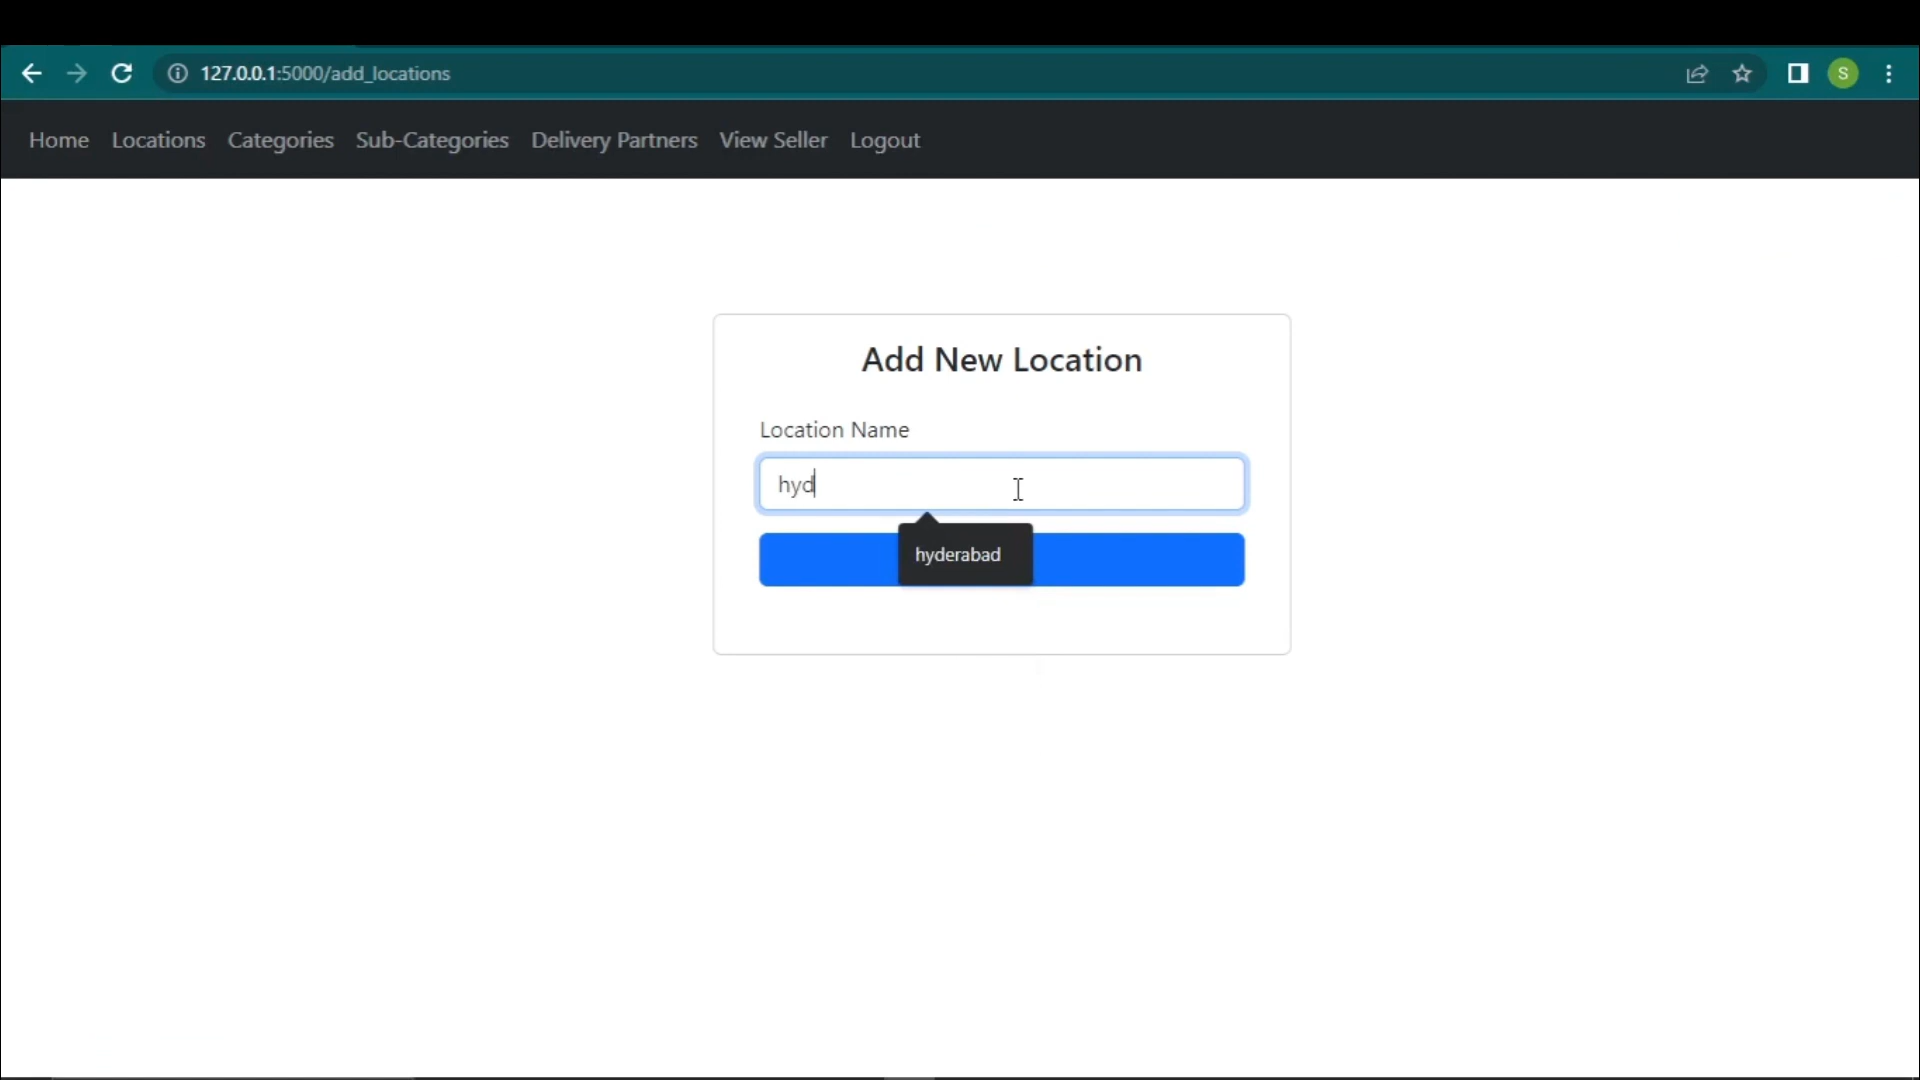 127.0.0.1:5000/add_locations
S
Home Locations Categories Sub-Categories Delivery Partners View Seller Logout
Add New Location
Location Name
hyd
hyderabad